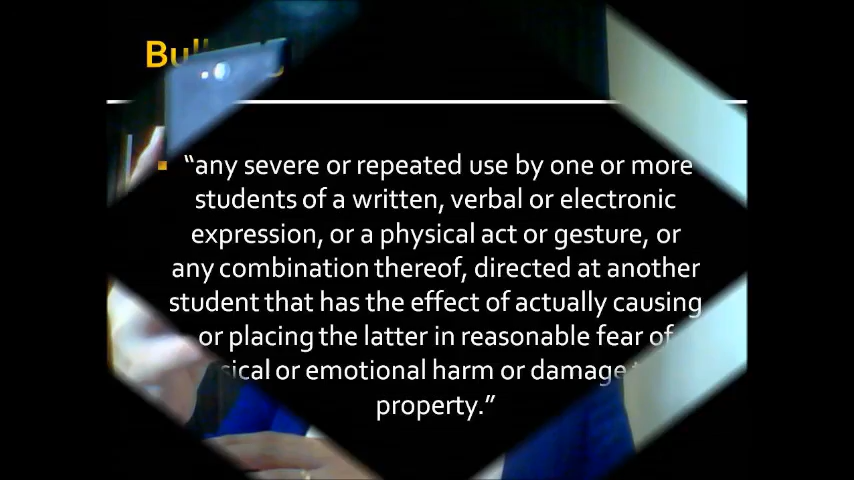 “any severe or repeated use by one or more
students of a written, verbal or electronic
expression, or a physical act or gesture, or
any combination thereof, directed at another
student that has the effect of actually causing
or placing the latter in reasonable fear of
or emotional harm or damage
property.”